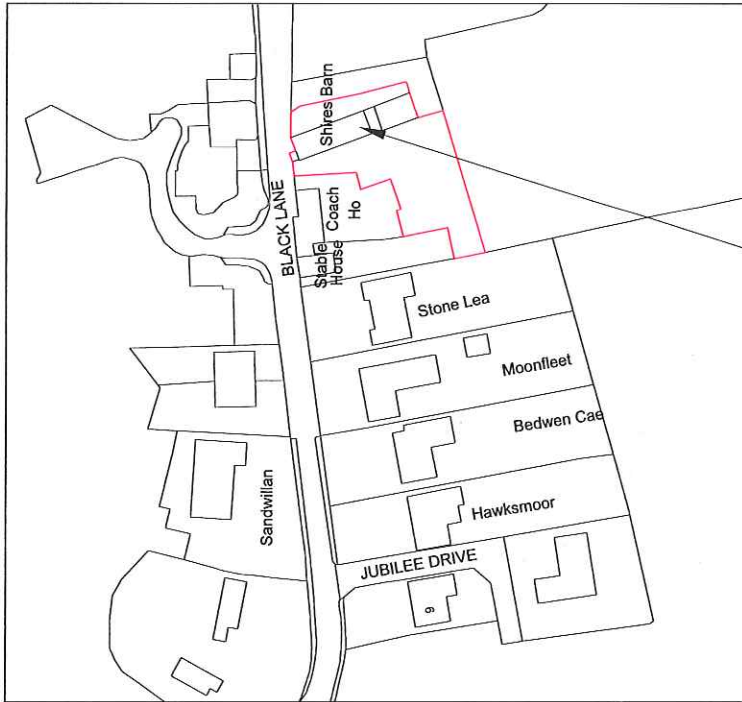 Shires Barn
BLACK LANE
Coach
Ho
Stable
House
Stone Lea
Moonfleet
Bedwen Cae
Hawksmoor
Sandwillan
JUBILEE DRIVE
9